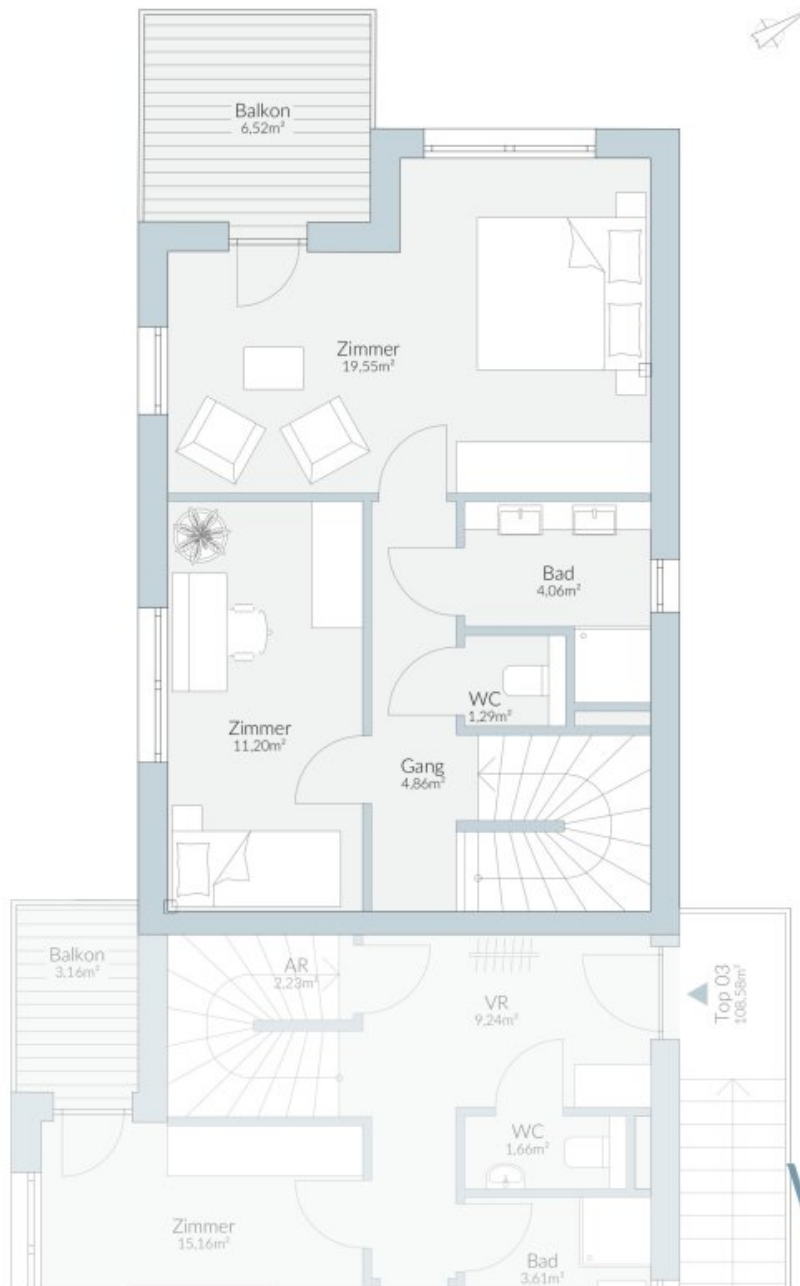 Balkon
6,52m²
Zimmer
19,55m²
Bad
4,06m²
WC
1,29m²
Zimmer
11,20m²
Gang
4,86m²
Balkon
3,16m²
AR
2,23m²
VR
9,24m²
Top 03
108,58m²
WC
1,66m²
Zimmer
15,16m²
Bad
3,61m²